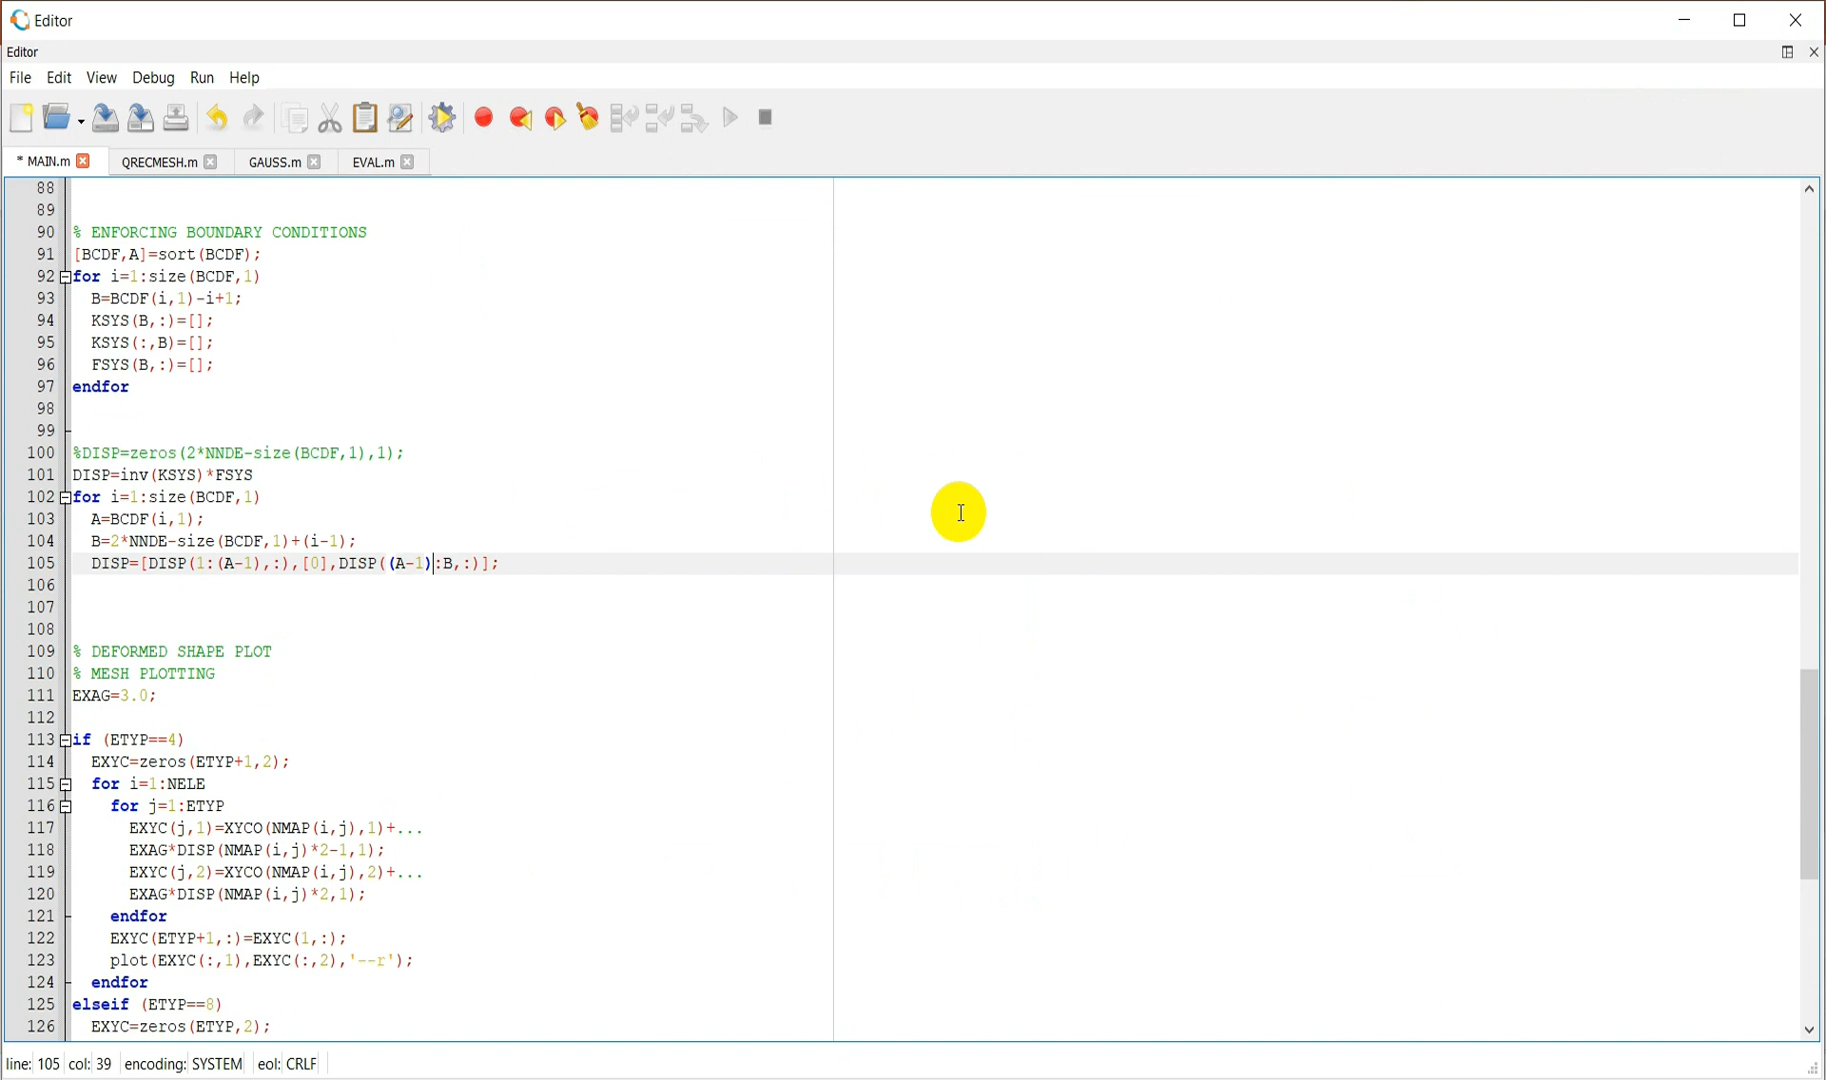 Editor
Editor
File Edit View Debug Run Help
* MAIN.m QRECMESH.m GAUSS.m EVAL.m
88
89
90 % ENFORCING BOUNDARY CONDITIONS
91 [BCDF,A]=sort(BCDF);
92 for i=1:size(BCDF,1)
93 B=BCDF(i,1)-i+1;
94 KSYS(B,:)=[];
95 KSYS(:,B)=[];
96 FSYS(B,:)=[];
97 endfor
98
99
100 %DISP=zeros(2*NNDE-size(BCDF,1),1);
101 DISP=inv(KSYS)*FSYS
102 for i=1:size(BCDF,1)
103 A=BCDF(i,1);
104 B=2*NNDE-size(BCDF,1)+(i-1);
105 DISP=[DISP(1:(A-1),:),[0],DISP((A-1):B,:)];
106
107
108
109 % DEFORMED SHAPE PLOT
110 % MESH PLOTTING
111 EXAG=3.0;
112
113 if (ETYP==4)
114 EXYC=zeros(ETYP+1,2);
115 for i=1:NELE
116 for j=1:ETYP
117 EXYC(j,1)=XYCO(NMAP(i,j),1)+...
118 EXAG*DISP(NMAP(i,j)*2-1,1);
119 EXYC(j,2)=XYCO(NMAP(i,j),2)+...
120 EXAG*DISP(NMAP(i,j)*2,1);
121 endfor
122 EXYC(ETYP+1,:)=EXYC(1,:);
123 plot(EXYC(:,1),EXYC(:,2),'--r');
124 endfor
125 elseif (ETYP==8)
126 EXYC=zeros(ETYP,2);
line: 105 col: 39 encoding: SYSTEM eol: CRLF